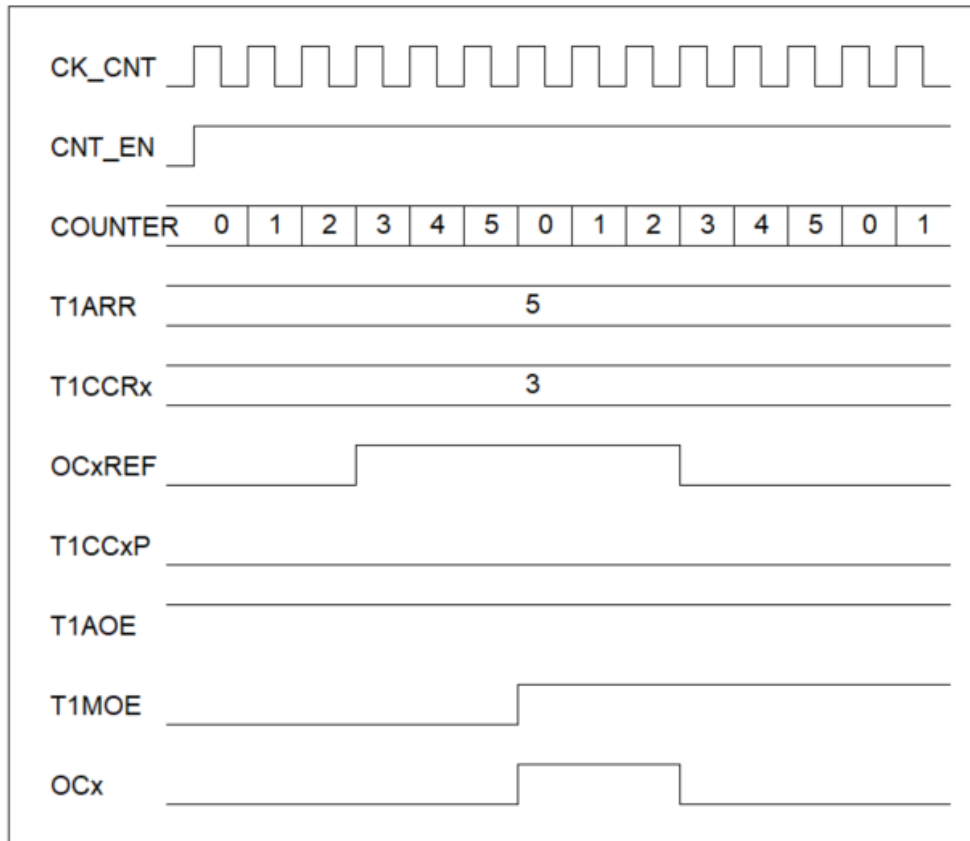 CK_CNT
CNT_EN
COUNTER 0 1 2 3 4 5 0 1 2 3 4 5 0 1
T1ARR 5
T1CCRx 3
OCxREF
T1CCxP
T1AOE
T1MOE
OCx